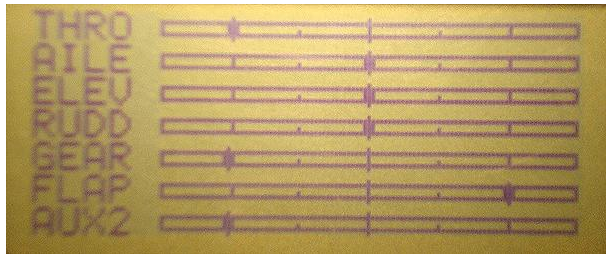 THRO
AILE
ELEV
RUDD
GEAR
FLAP
AUX2